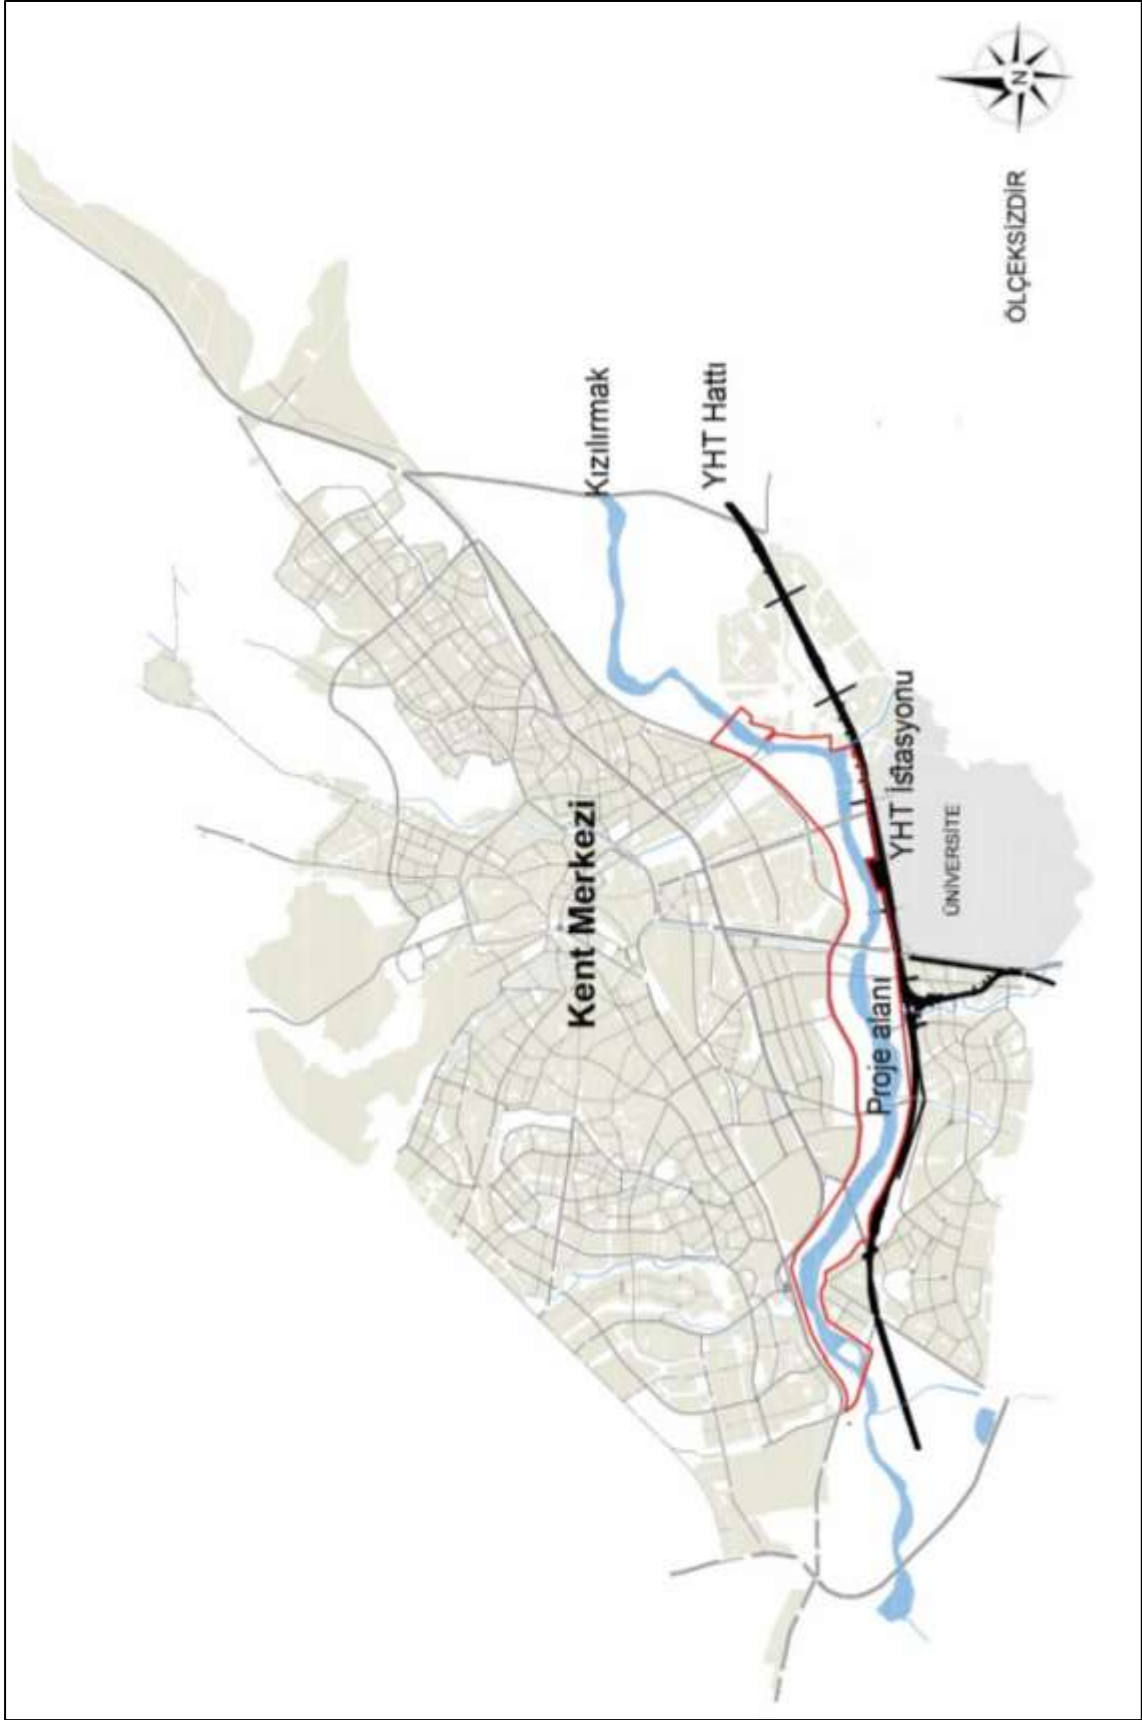 N
ÖLÇEKSİZDİR
Kızılırmak
YHT Hattı
Kent Merkezi
YHT İstasyonu
ÜNİVERSİTE
Proje alanı